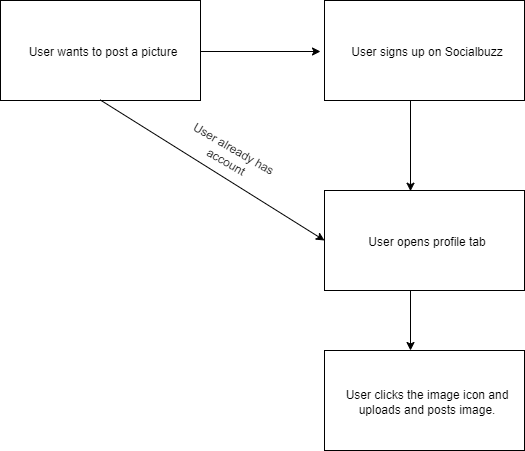 User wants to post a picture
User signs up on Socialbuzz
User already has
account
User opens profile tab
User clicks the image icon and
uploads and posts image.